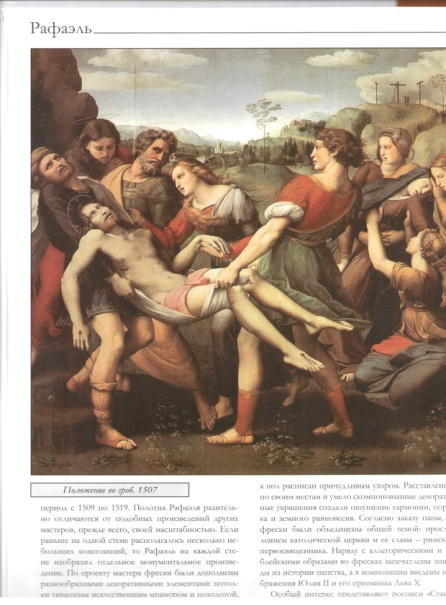 Рафаэль
Положение во гроб. 1507
период с 1509 по 1519. Полотна Рафаэля разитель-
но отличаются от подобных произведений других
мастеров, прежде всего, своей масштабностью. Если
раньше на одной стене располагалось несколько не-
больших композиций, то Рафаэль на каждой сте-
не изобразил отдельное монументальное произве-
дение. По проекту мастера фрески были дополнены
разнообразными декоративными элементами: потол-
ки украшены искусственным мрамором и позолотой,
а пол расписан причудливым узором. Расставлен
по своим местам и умело скомпонованные декорат
ные украшения создали ощущение гармонии, пор
ка и земного равновесия. Согласно заказу папы,
фрески были объединены общей темой: просл
лением католической церкви и ее главы – римск
первосвященника. Наряду с аллегорическими и
блейскими образами во фресках запечатлены эпи
ды из истории папства, а в композиции введены и
бражения Юлия II и его преемника Льва X.
Особый интерес представляют росписи «Ста